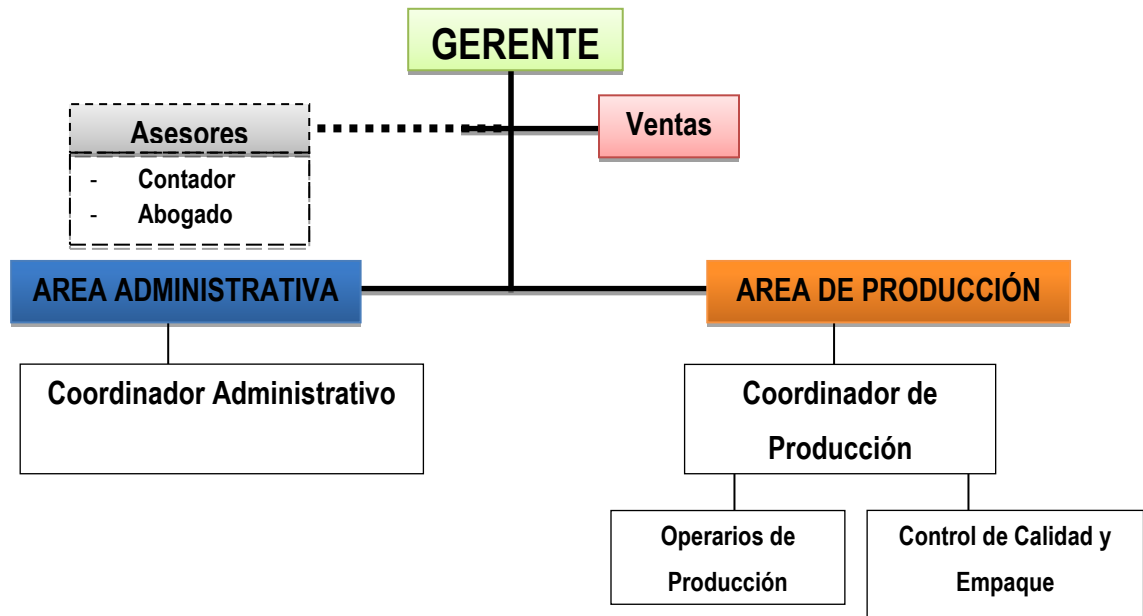 GERENTE
Asesores
Ventas
- Contador
- Abogado
AREA ADMINISTRATIVA
AREA DE PRODUCCIÓN
Coordinador Administrativo
Coordinador de
Producción
Operarios de
Producción
Control de Calidad y
Empaque